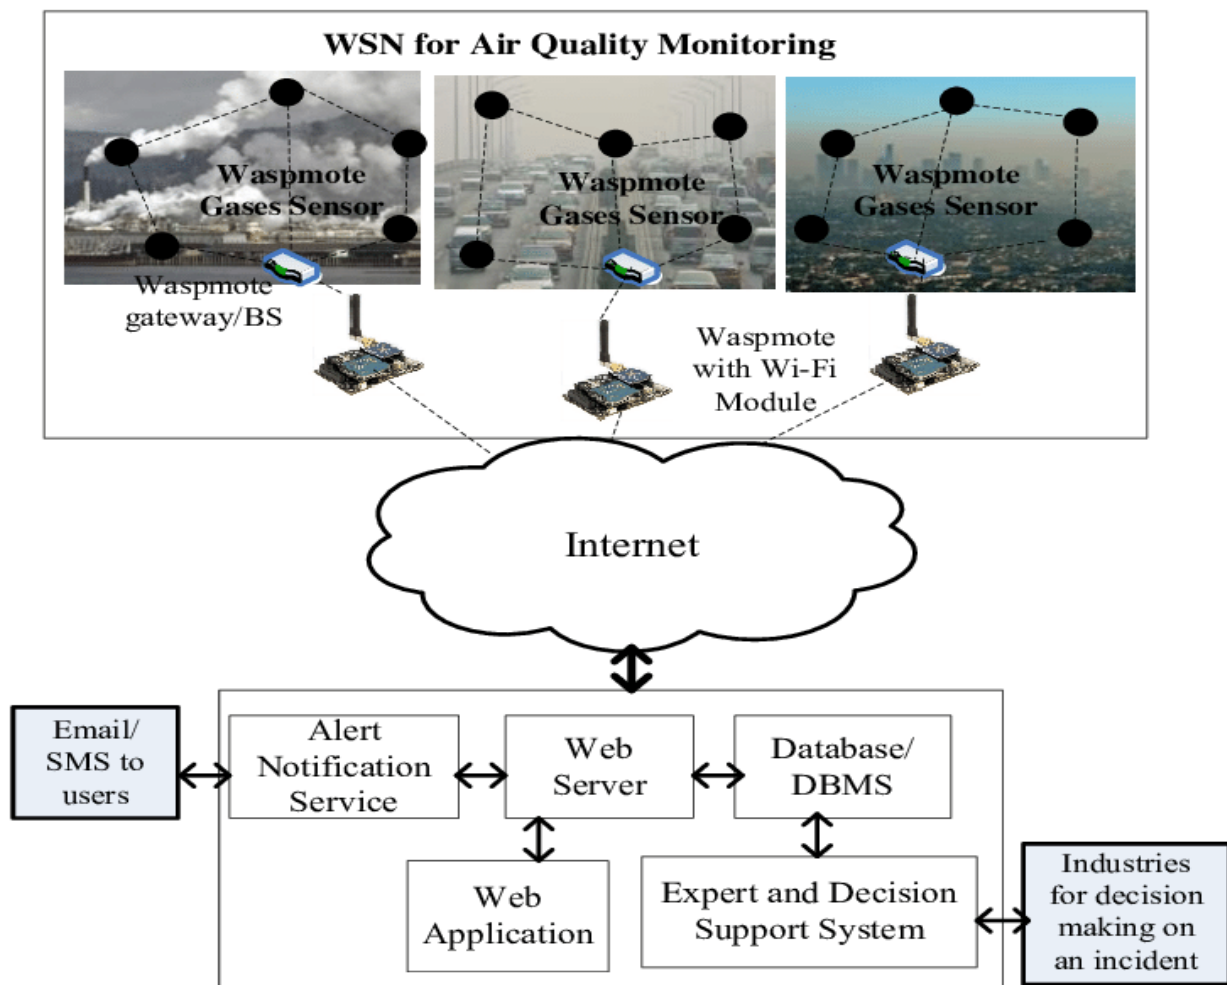 WSN for Air Quality Monitoring
Waspmote
Gases Sensor
Waspmote
Gases Sensor
Waspmote
Gases Sensor
Waspmote
gateway/BS
Waspmote
with Wi-Fi
Module
Internet
Email/
SMS to
users
Alert
Notification
Service
Web
Server
Database/
DBMS
Web
Application
Expert and Decision
Support System
Industries
for decision
making on
an incident